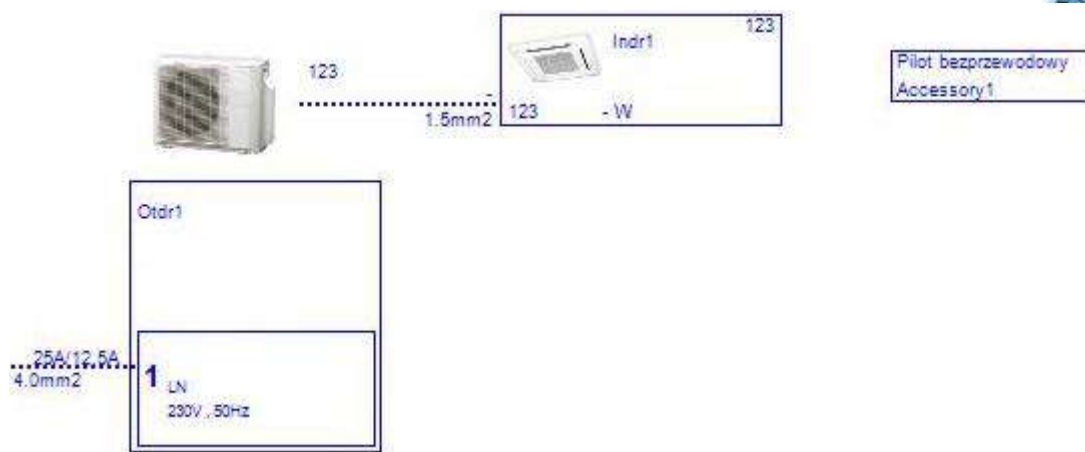 123
Indr1
123
-
1.5mm2
123
- W
Pilot bezprzewodowy
Accessory1
Otdr1
25A/12.5A
4.0mm2
1
LN
230V , 50Hz